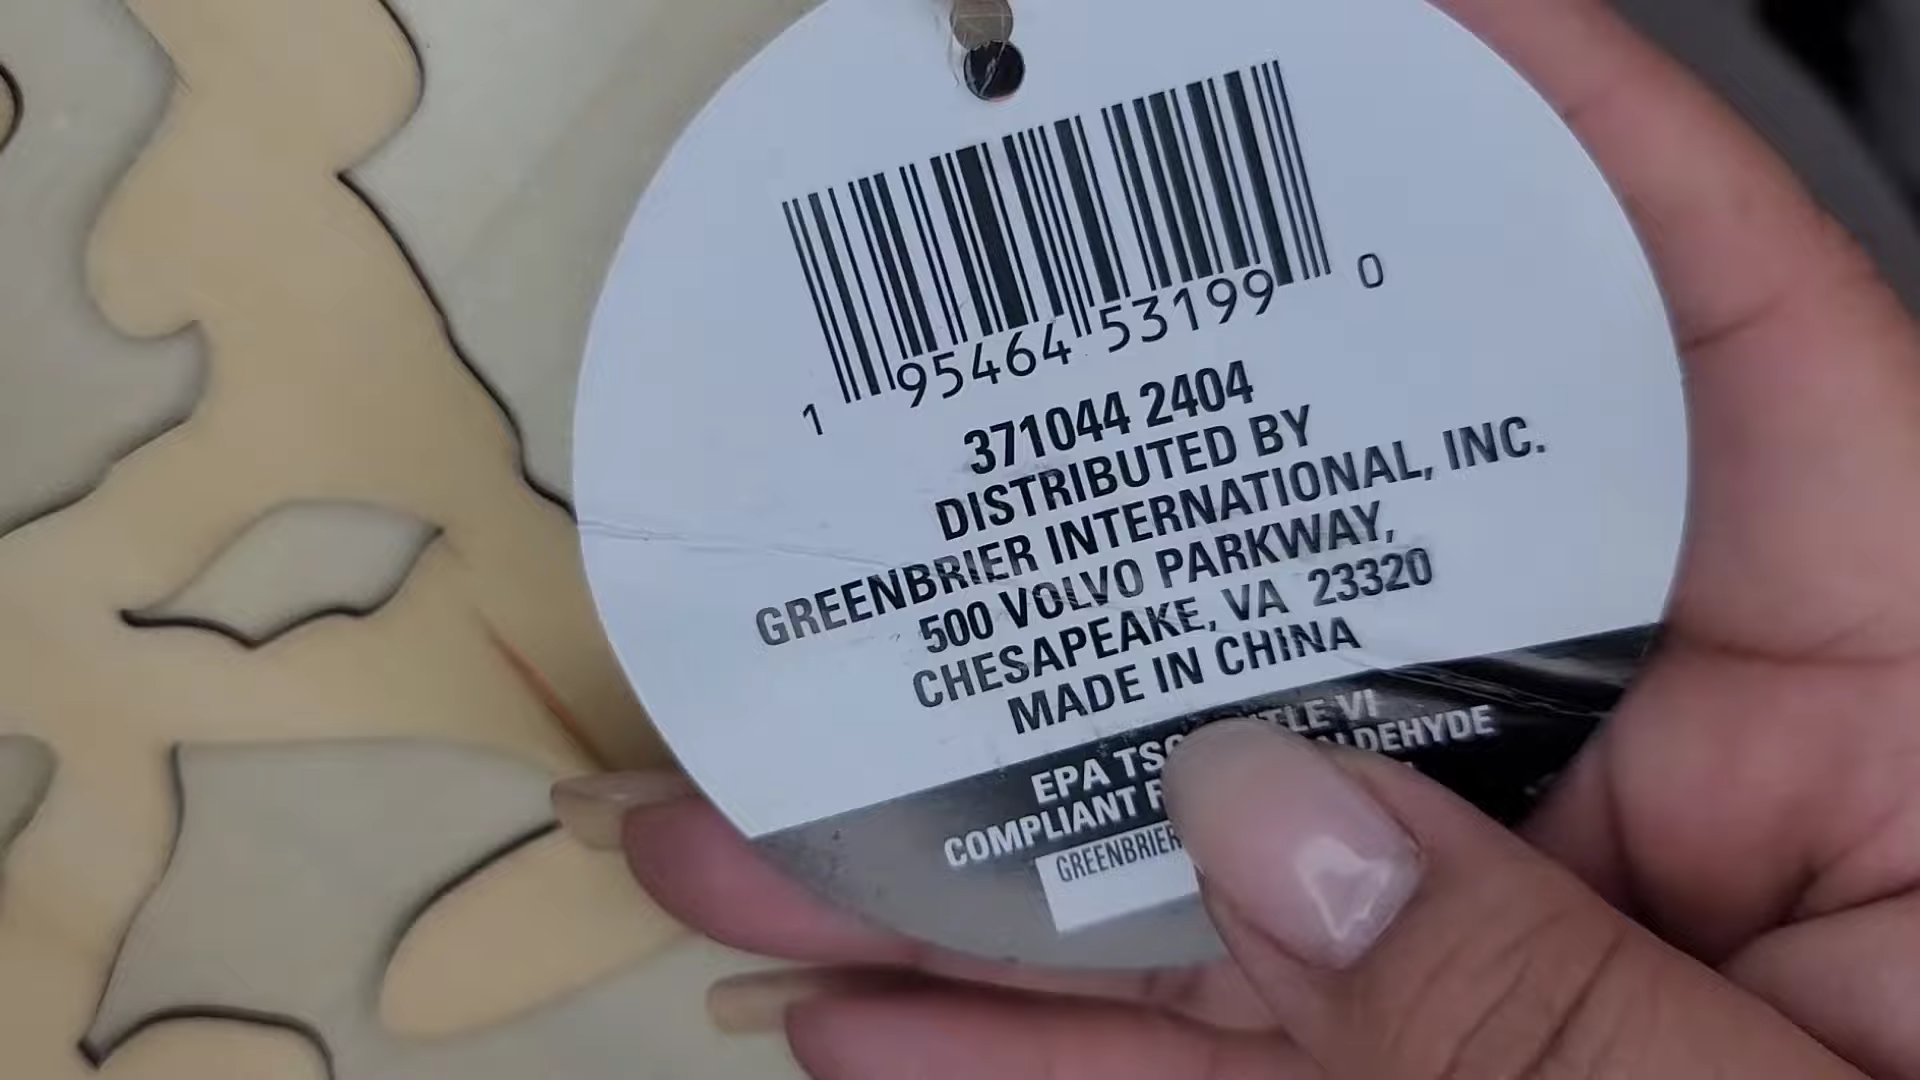 1 95464 53199 0
371044 2404
DISTRIBUTED BY
GREENBRIER INTERNATIONAL, INC.
500 VOLVO PARKWAY,
CHESAPEAKE, VA 23320
MADE IN CHINA
EPA VI
COMPLIANT
GREENBRIER